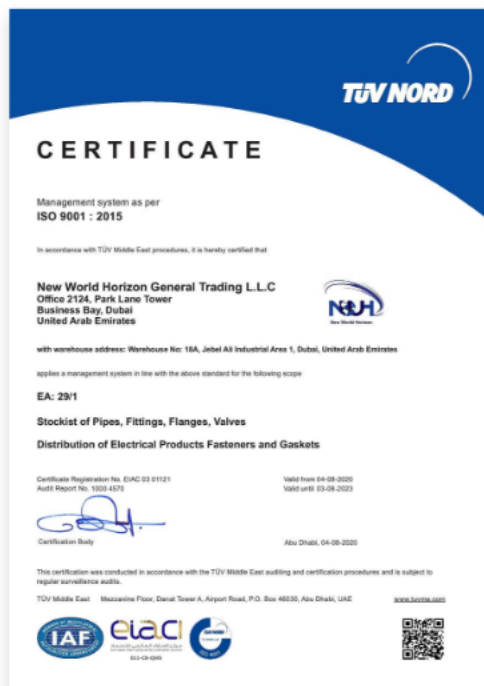 TÜV NORD
CERTIFICATE
Management system as per
ISO 9001 : 2015
In accordance with TÜV Middle East procedures, it is hereby certified that
New World Horizon General Trading L.L.C
Office 2124, Park Lane Tower
Business Bay, Dubai
United Arab Emirates
New World Horizon
with warehouse address: Warehouse No: 18A, Jebel Ali Industrial Area 1, Dubai, United Arab Emirates
applies a management system in line with the above standard for the following scope
EA: 29/1
Stockist of Pipes, Fittings, Flanges, Valves
Distribution of Electrical Products Fasteners and Gaskets
Certificate Registration No. EIAC 03 01121
Audit Report No. 1000 4570
Valid from 04-08-2020
Valid until 03-08-2023
Certification Body
Abu Dhabi, 04-08-2020
This certification was conducted in accordance with the TÜV Middle East auditing and certification procedures and is subject to
regular surveillance audits.
TÜV Middle East Mezzanine Floor, Danat Tower A, Airport Road, P.O. Box 46030, Abu Dhabi, UAE www.tuvme.com
IAF
eiaci
TÜV NORD
ISO 9001